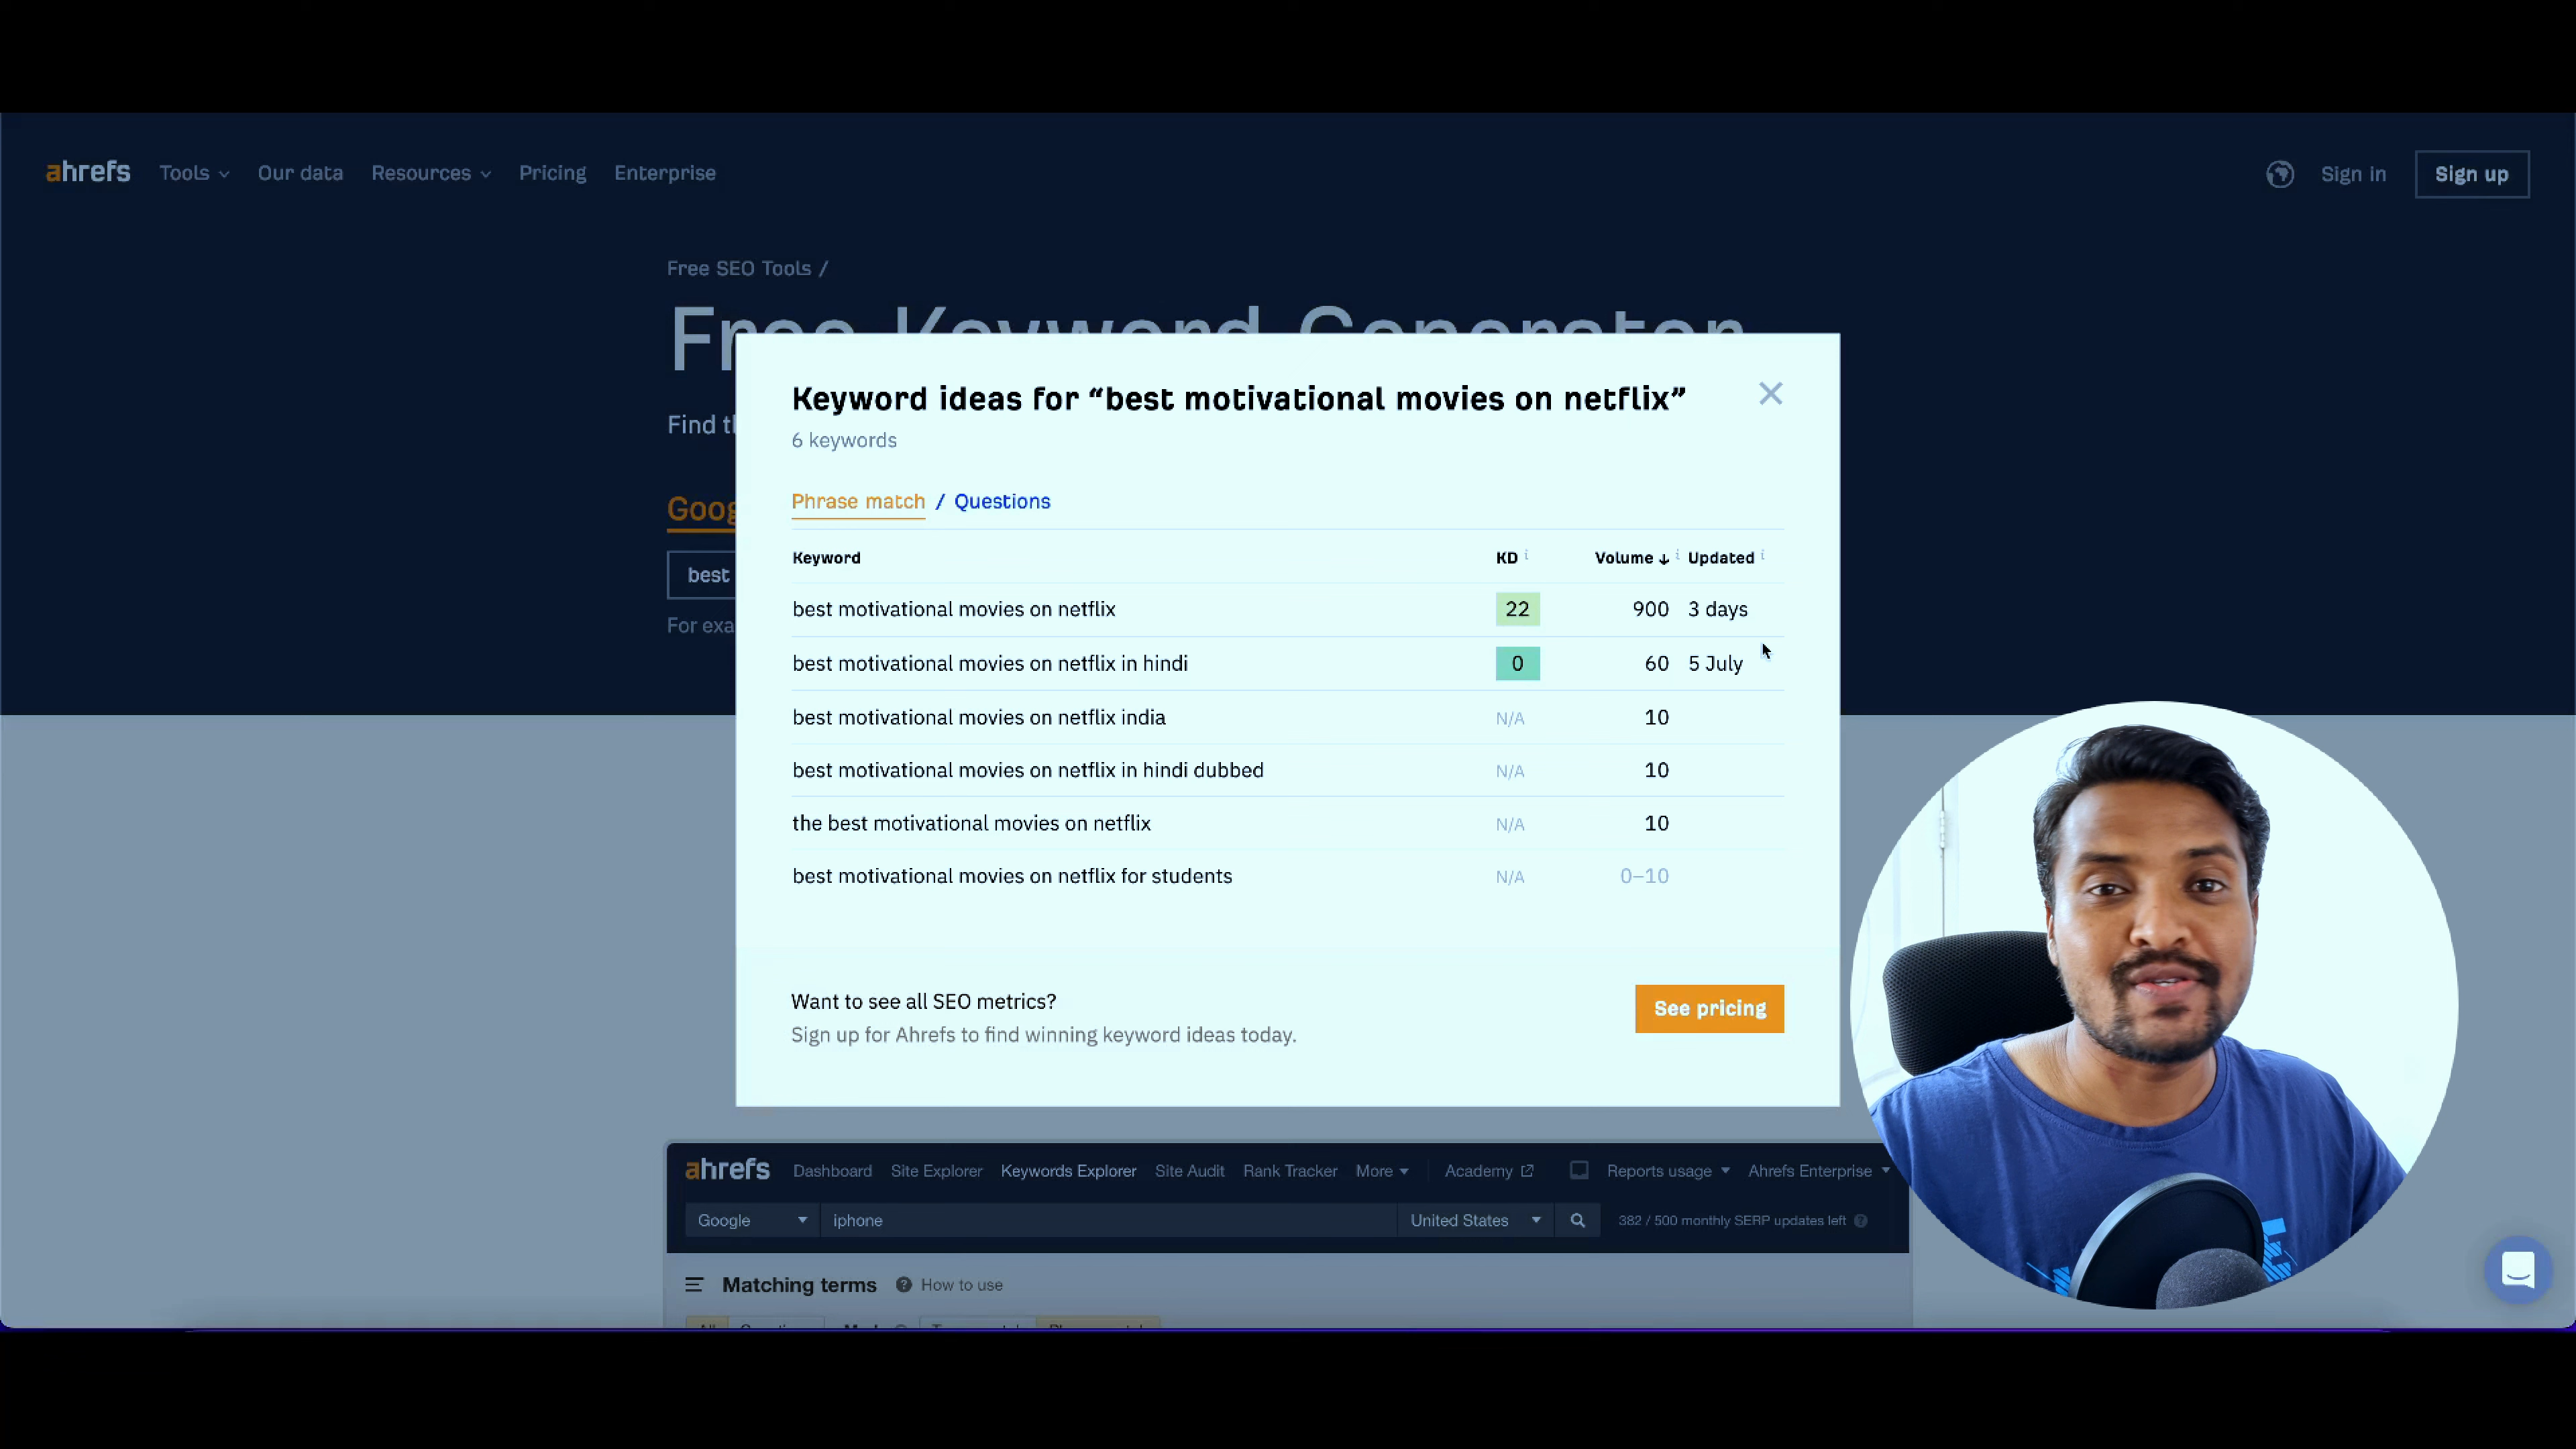 ahrefs Tools Our data Resources Pricing Enterprise Sign in Sign up
Free SEO Tools /
Free Keyword Generator
Find
Keyword ideas for “best motivational movies on netflix”
6 keywords
Phrase match / Questions
Goog
best
For exa
Keyword KD i Volume ↓ i Updated i
best motivational movies on netflix 22 900 3 days
best motivational movies on netflix in hindi 0 60 5 July
best motivational movies on netflix india N/A 10
best motivational movies on netflix in hindi dubbed N/A 10
the best motivational movies on netflix N/A 10
best motivational movies on netflix for students N/A 0–10
Want to see all SEO metrics?
See pricing
Sign up for Ahrefs to find winning keyword ideas today.
ahrefs Dashboard Site Explorer Keywords Explorer Site Audit Rank Tracker More Academy Reports usage Ahrefs Enterprise
Google iphone United States 382 / 500 monthly SERP updates left
Matching terms ? How to use